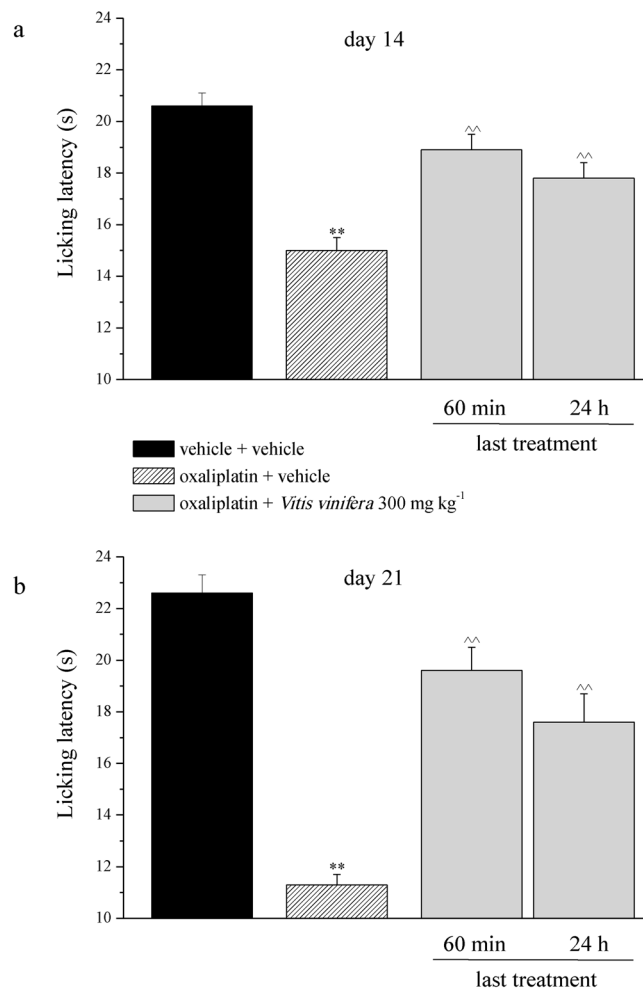 a
day 14
Licking latency (s)
24
22
20
18
16
14
12
10
**
^^
^^
60 min
24 h
last treatment
vehicle + vehicle
oxaliplatin + vehicle
oxaliplatin + Vitis vinifera 300 mg kg⁻¹
b
day 21
Licking latency (s)
24
22
20
18
16
14
12
10
**
^^
^^
60 min
24 h
last treatment